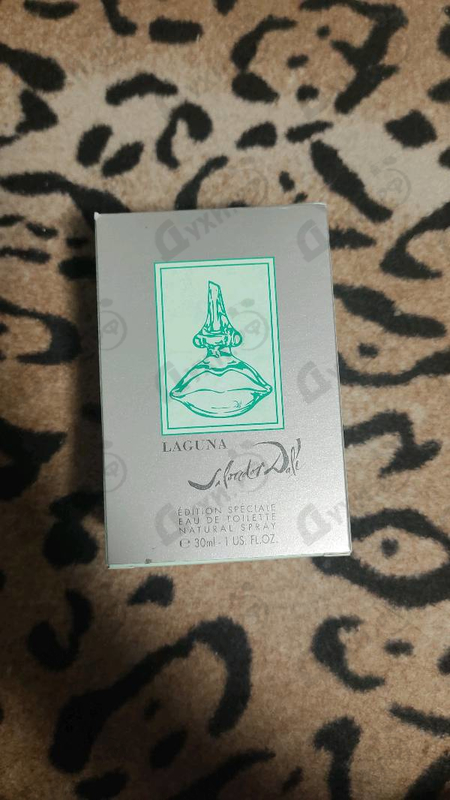 LAGUNA
Salvador Dalí
ÉDITION SPÉCIALE
EAU DE TOILETTE
NATURAL SPRAY
℮ 30ml - 1 US. FL.OZ.